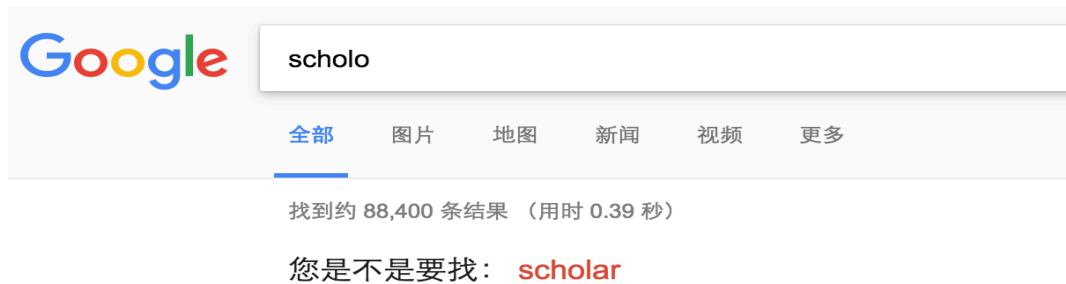 Google scholo
全部 图片 地图 新闻 视频 更多
找到约 88,400 条结果 （用时 0.39 秒）
您是不是要找： scholar